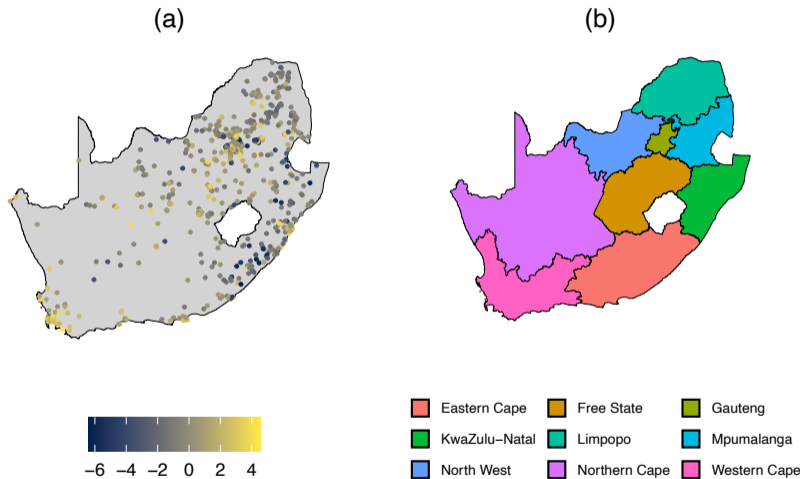 (a) (b)
−6 −4 −2 0 2 4
Eastern Cape Free State Gauteng
KwaZulu−Natal Limpopo Mpumalanga
North West Northern Cape Western Cape